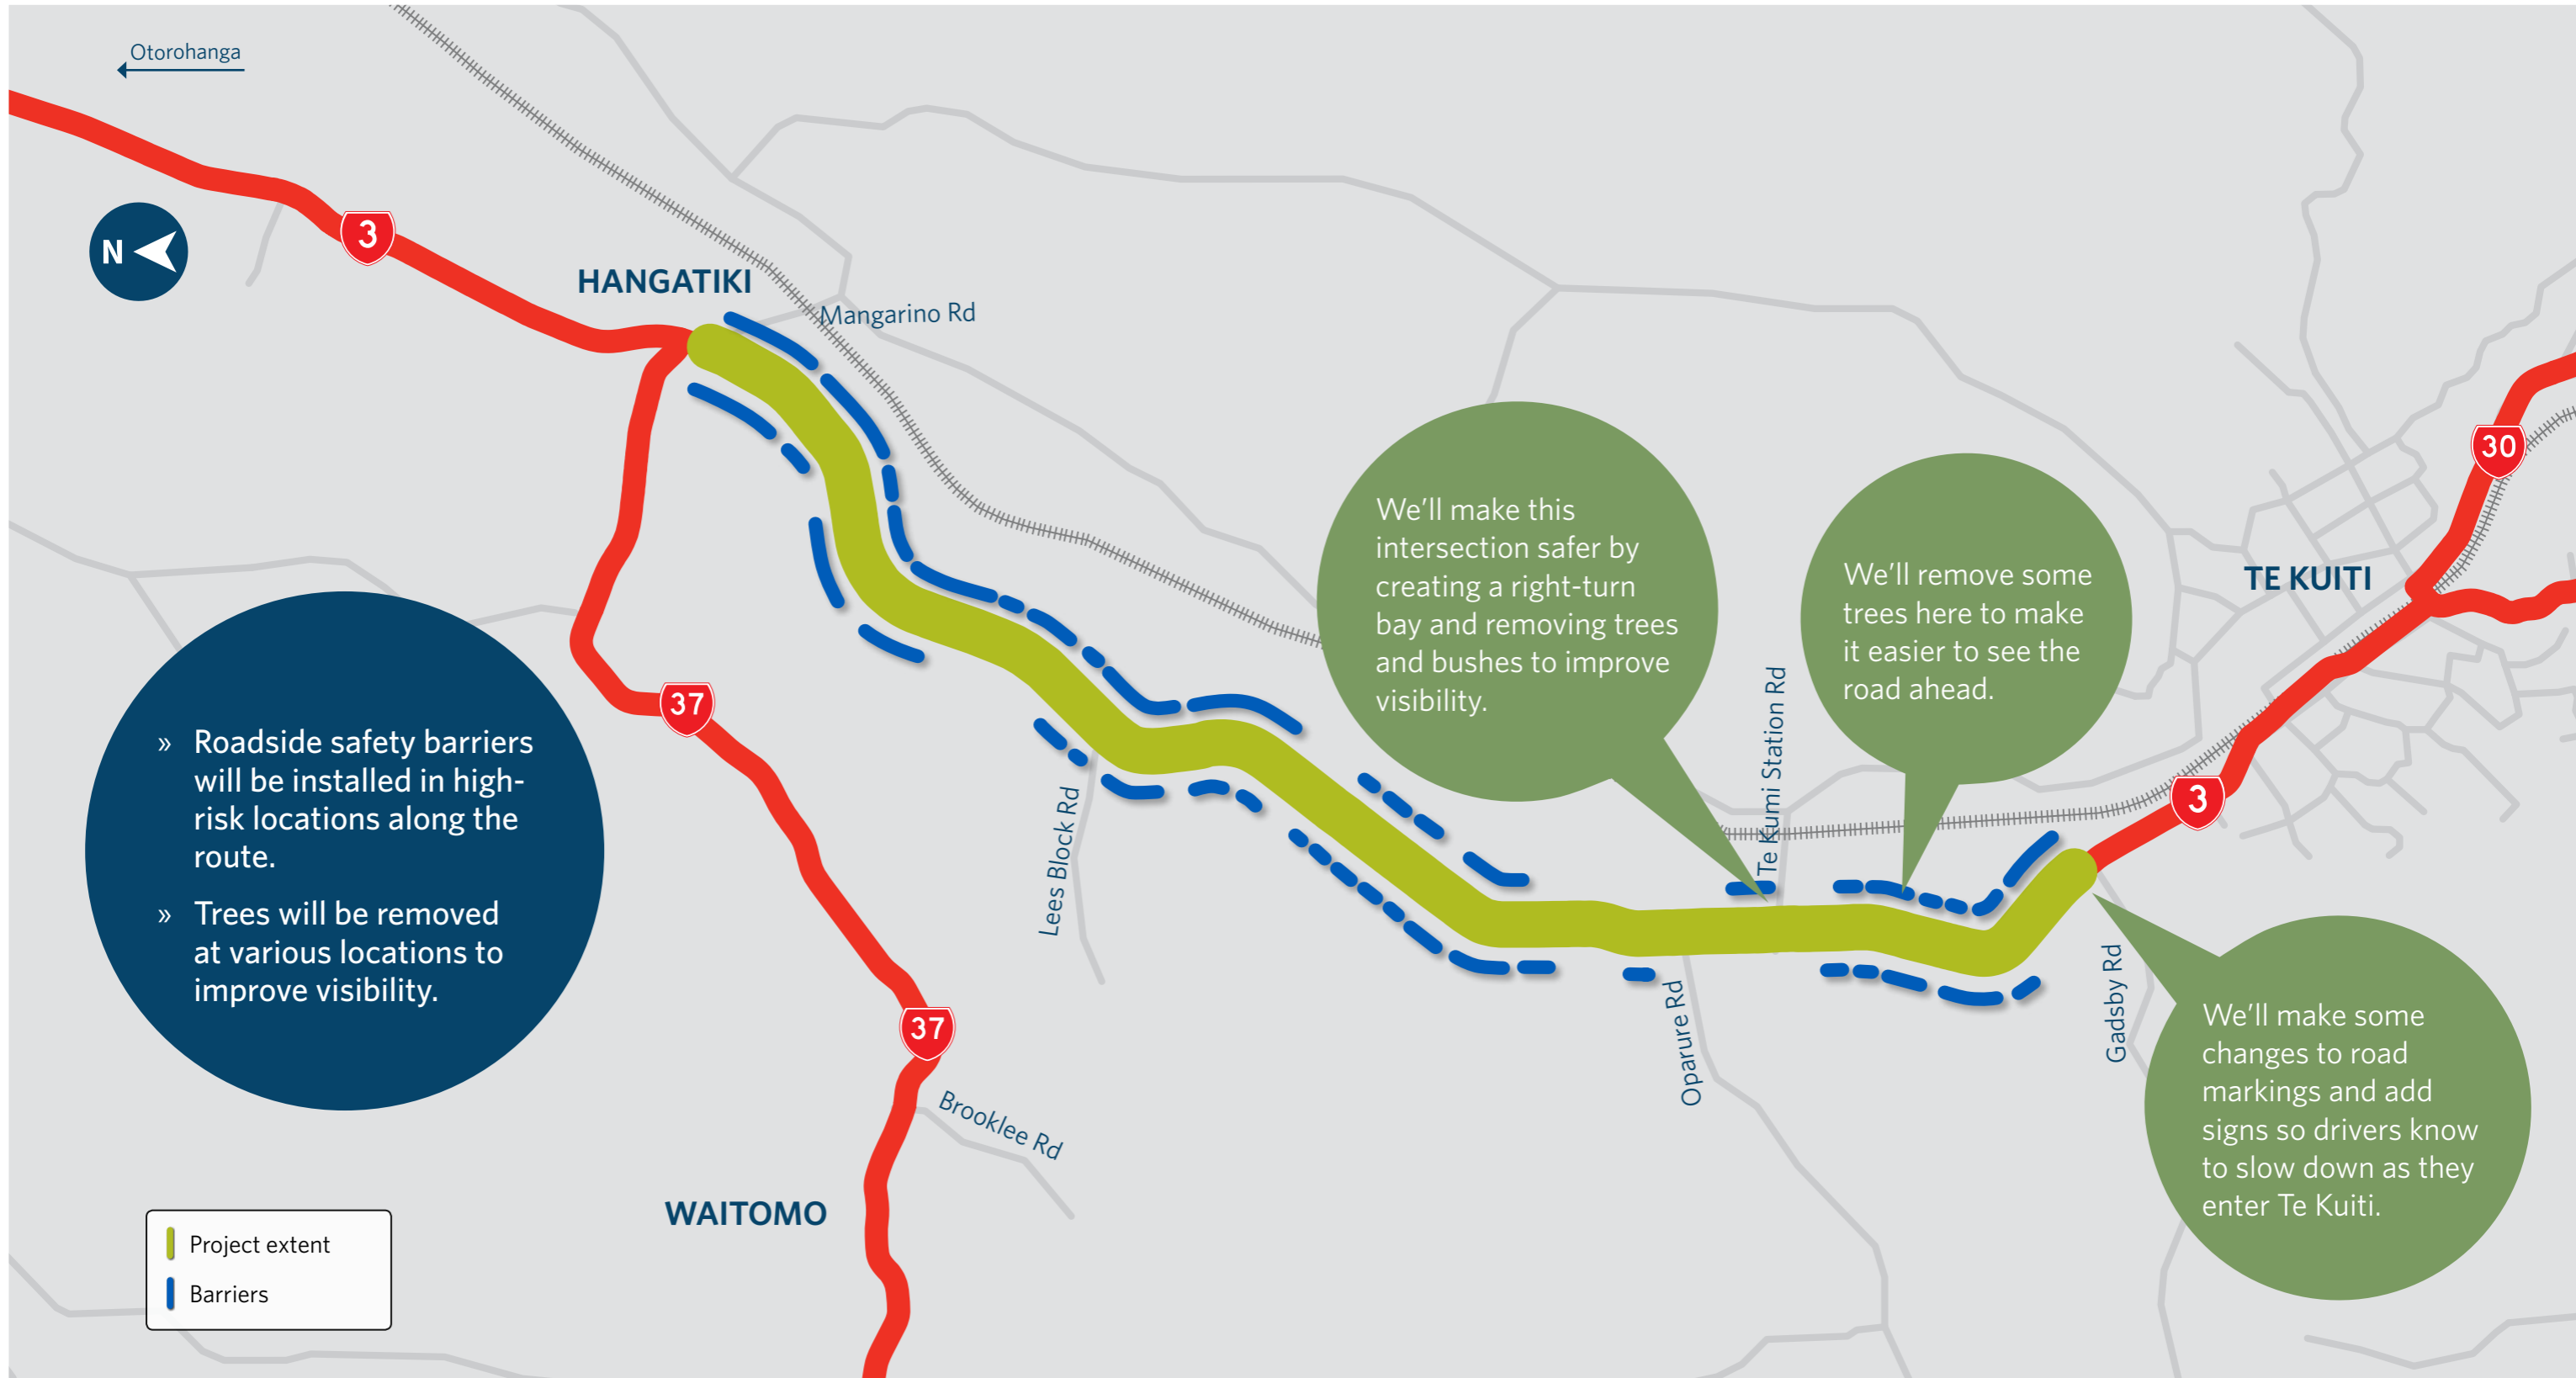 Otorohanga
N
3
HANGATIKI
Mangarino Rd
30
TE KUITI
We'll make this
intersection safer by
creating a right-turn
bay and removing trees
and bushes to improve
visibility.
We'll remove some
trees here to make
it easier to see the
road ahead.
Te Kumi Station Rd
37
3
» Roadside safety barriers
will be installed in high-
risk locations along the
route.
» Trees will be removed
at various locations to
improve visibility.
Lees Block Rd
Oparure Rd
Gadsby Rd
37
Brooklee Rd
WAITOMO
We'll make some
changes to road
markings and add
signs so drivers know
to slow down as they
enter Te Kuiti.
Project extent
Barriers